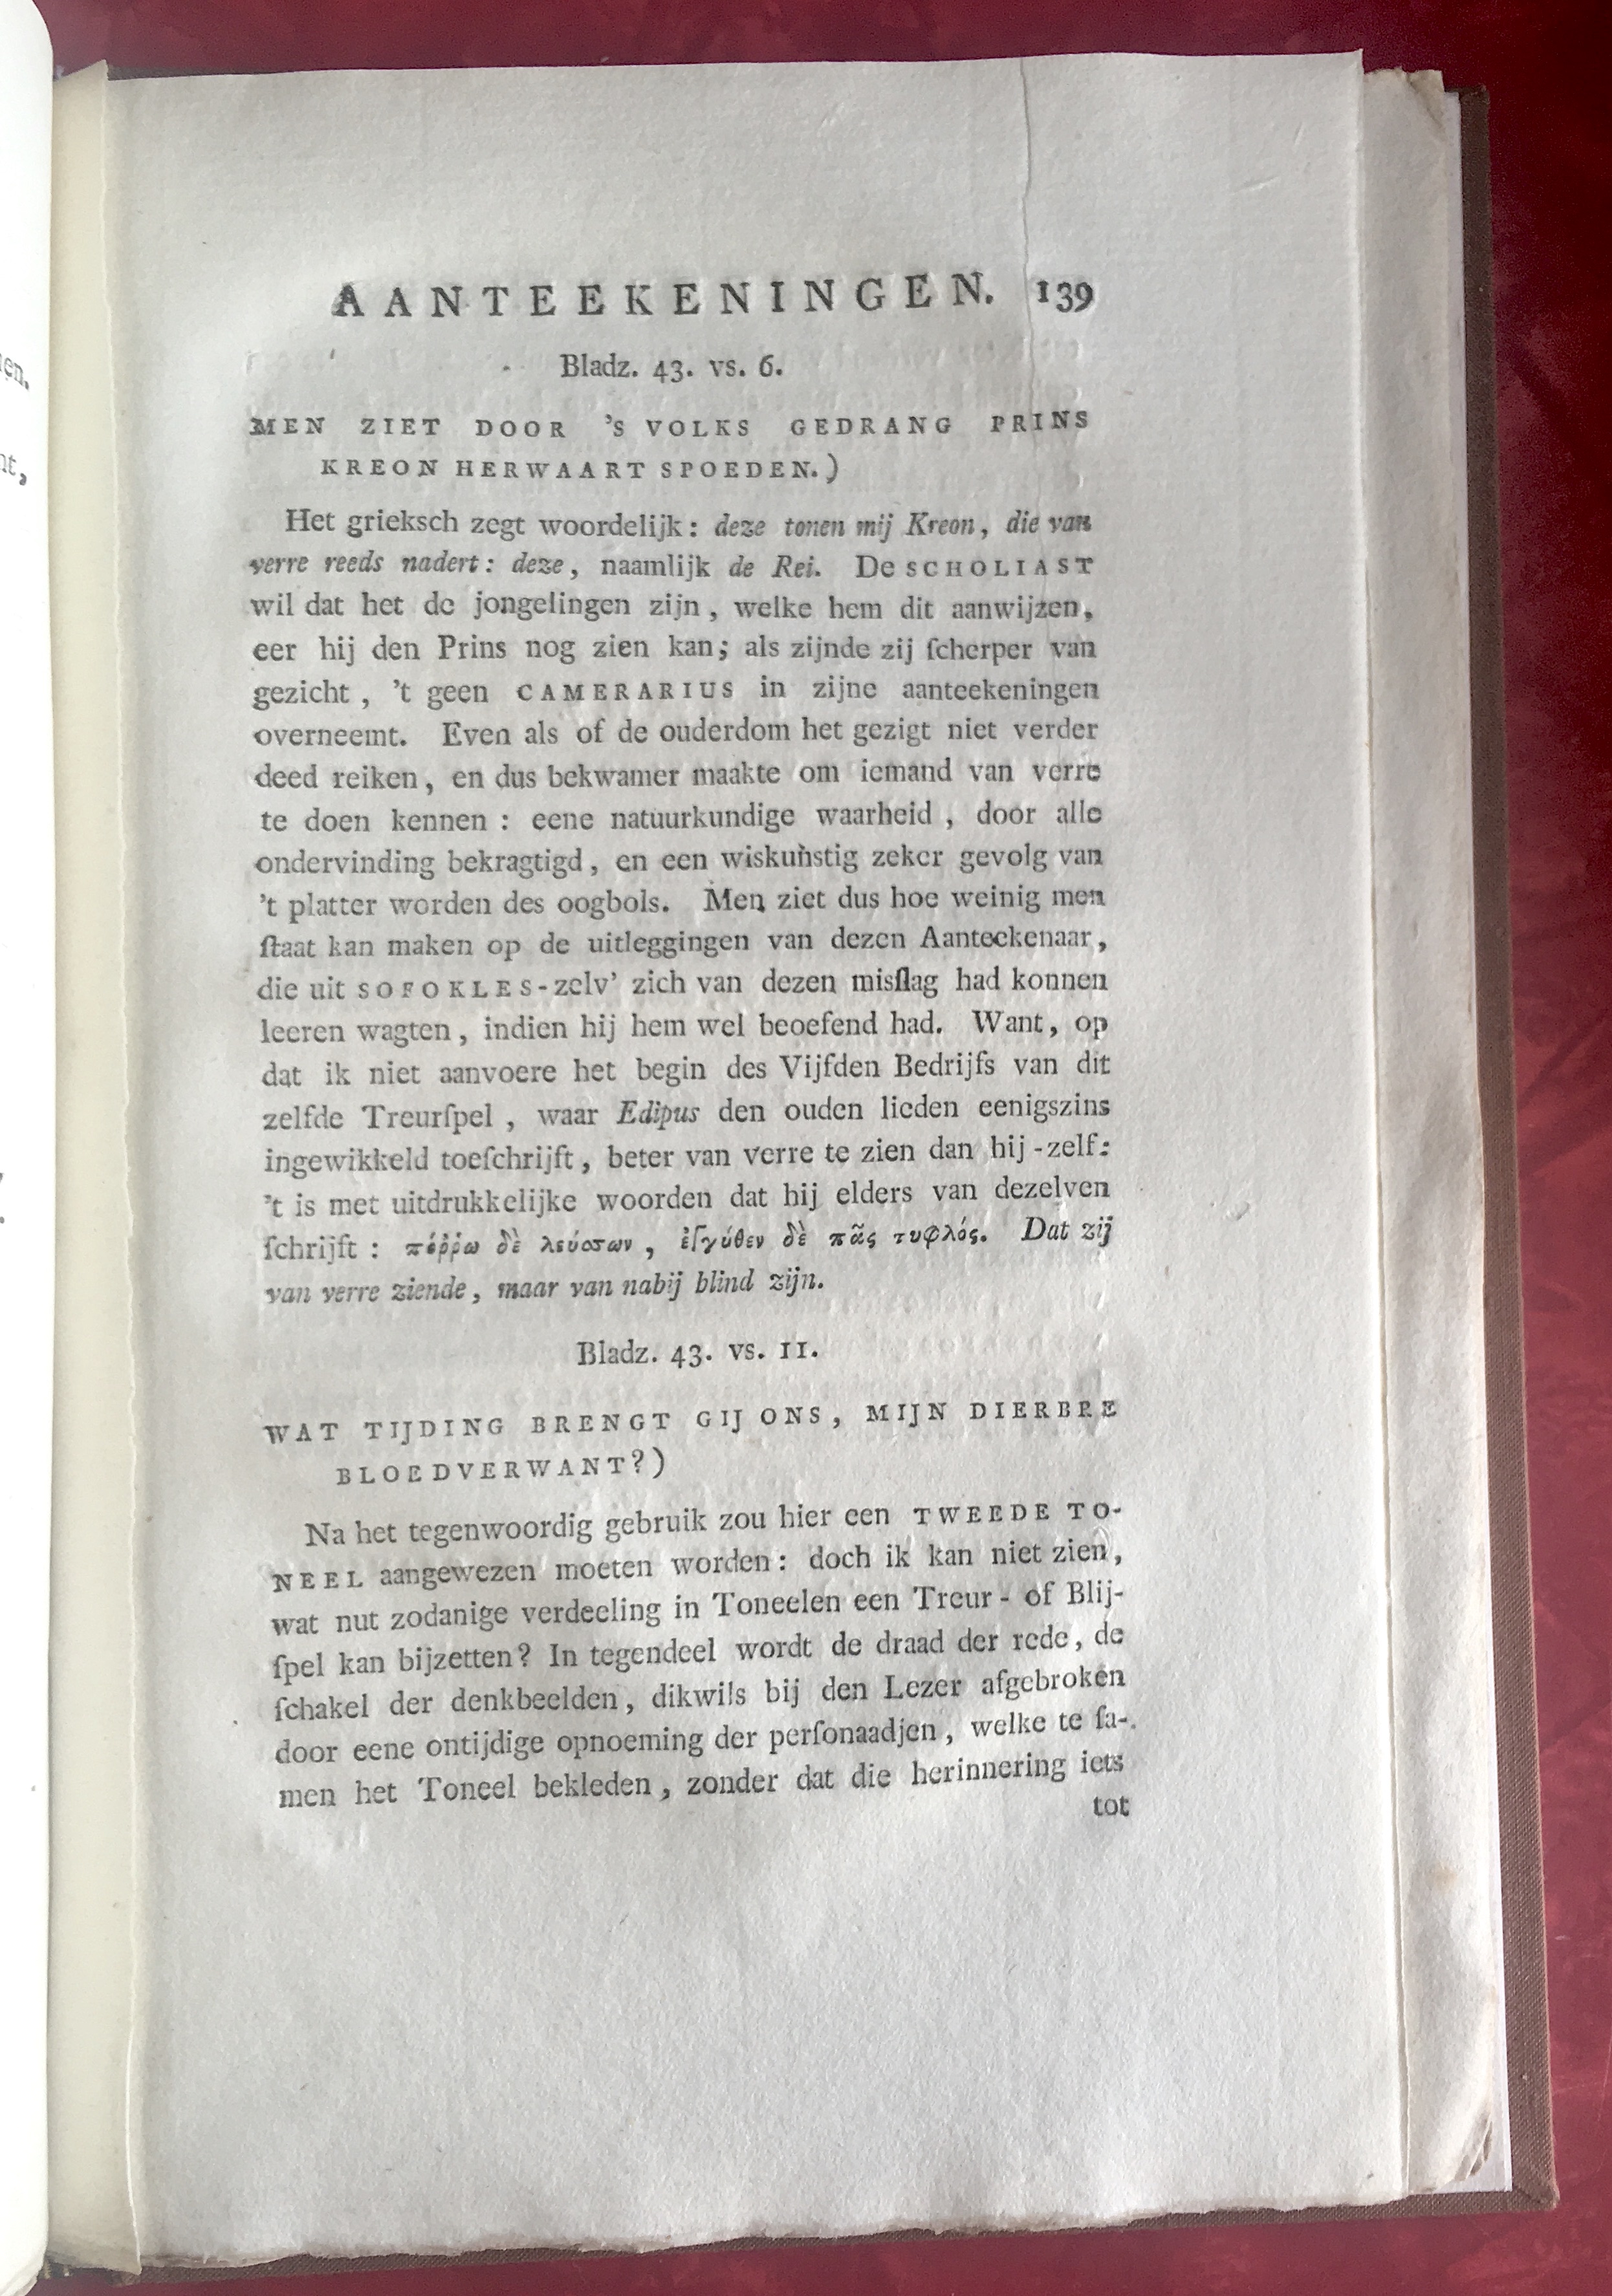 AANTEEKENINGEN. 139
Bladz. 43. vs. 6.
MEN ZIET DOOR 'S VOLKS GEDRANG PRINS
KREON HERWAART SPOEDEN.)
Het grieksch zegt woordelijk: deze tonen mij Kreon, die van
verre reeds nadert: deze, naamlijk de Rei. De SCHOLIAST
wil dat het de jongelingen zijn, welke hem dit aanwijzen,
eer hij den Prins nog zien kan; als zijnde zij ſcherper van
gezicht, 't geen CAMERARIUS in zijne aanteekeningen
overneemt. Even als of de ouderdom het gezigt niet verder
deed reiken, en dus bekwamer maakte om iemand van verre
te doen kennen: eene natuurkundige waarheid, door alle
ondervinding bekragtigd, en een wiskunstig zeker gevolg van
't platter worden des oogbols. Men ziet dus hoe weinig men
ſtaat kan maken op de uitleggingen van dezen Aanteekenaar,
die uit SOFOKLES-zelv' zich van dezen misſlag had konnen
leeren wagten, indien hij hem wel beoefend had. Want, op
dat ik niet aanvoere het begin des Vijfden Bedrijfs van dit
zelfde Treurſpel, waar Edipus den ouden lieden eenigszins
ingewikkeld toeſchrijft, beter van verre te zien dan hij-zelf:
't is met uitdrukkelijke woorden dat hij elders van dezelven
ſchrijft: πόῤῥω δὲ λεύσσων, ἐγγύθεν δὲ πᾶς τυφλός. Dat zij
van verre ziende, maar van nabij blind zijn.
Bladz. 43. vs. 11.
WAT TIJDING BRENGT GIJ ONS, MIJN DIERBRE
BLOEDVERWANT?)
Na het tegenwoordig gebruik zou hier een TWEEDE TO-
NEEL aangewezen moeten worden: doch ik kan niet zien,
wat nut zodanige verdeeling in Toneelen een Treur- of Blij-
ſpel kan bijzetten? In tegendeel wordt de draad der rede, de
ſchakel der denkbeelden, dikwils bij den Lezer afgebroken
door eene ontijdige opnoeming der perſonaadjen, welke te ſa-
men het Toneel bekleden, zonder dat die herinnering iets
tot